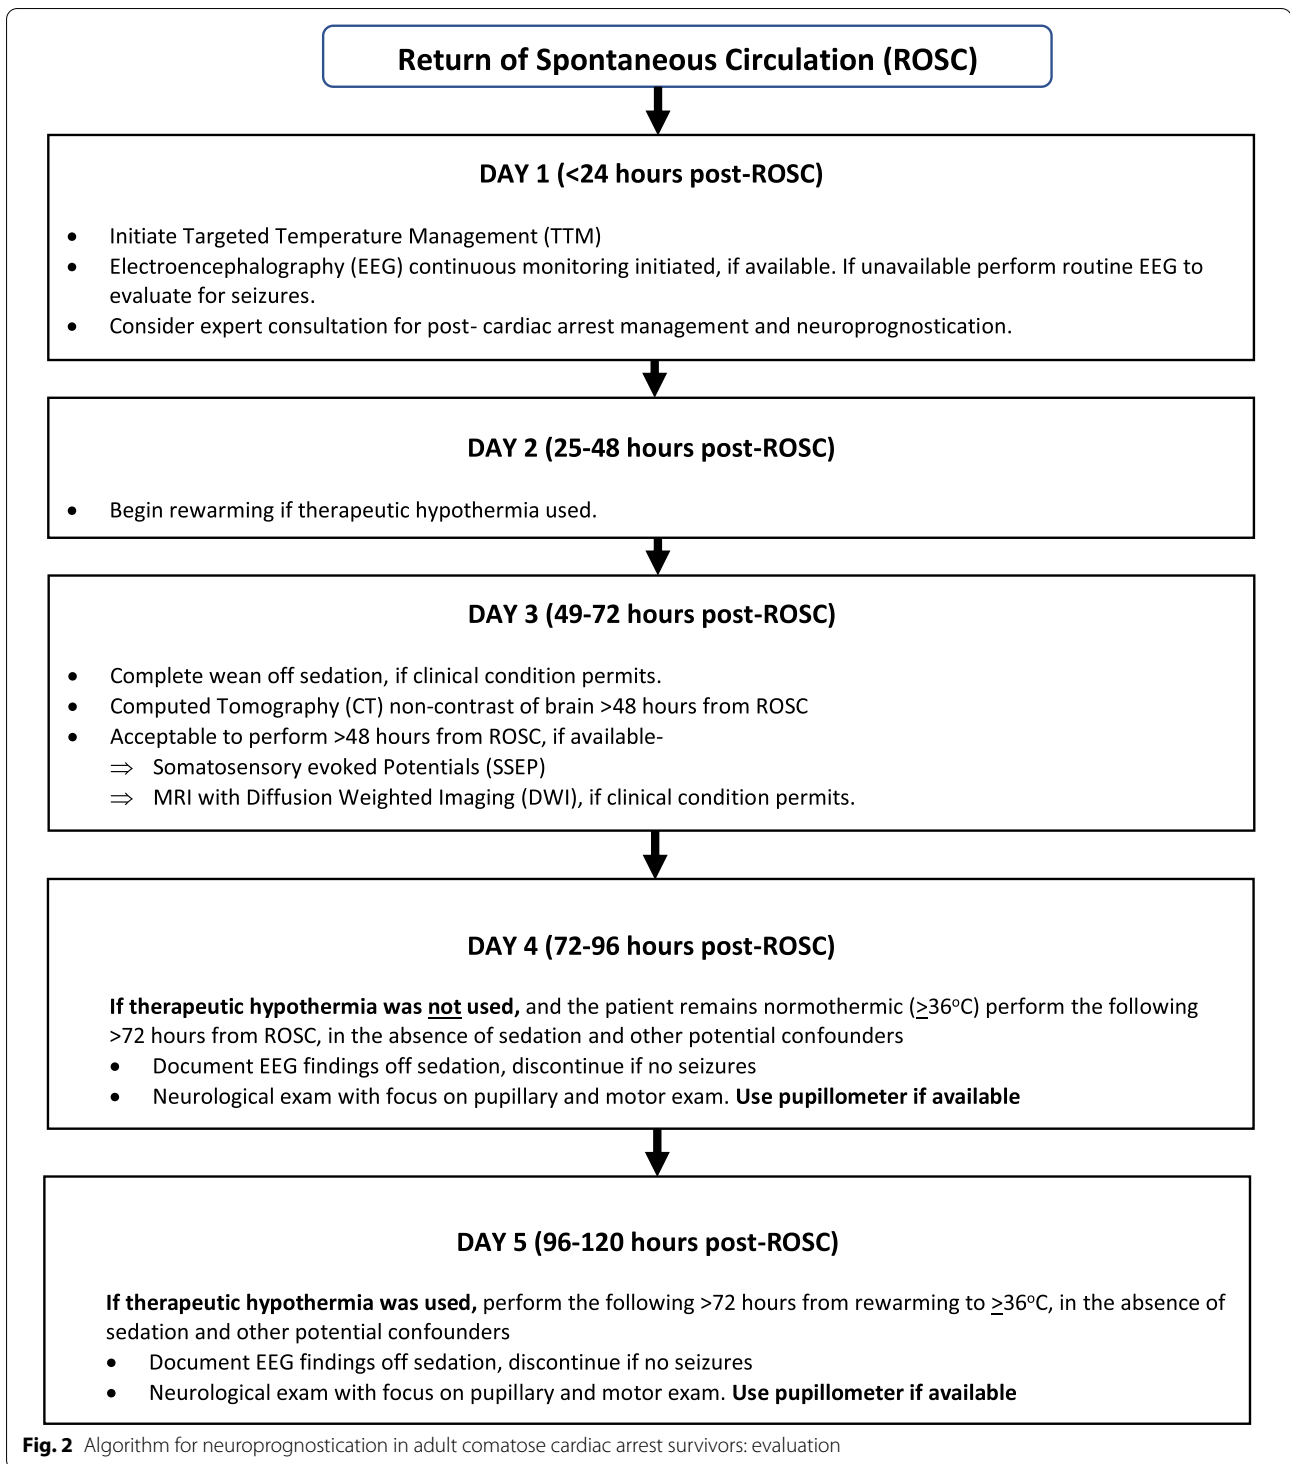 Return of Spontaneous Circulation (ROSC)
DAY 1 (<24 hours post-ROSC)
• Initiate Targeted Temperature Management (TTM)
• Electroencephalography (EEG) continuous monitoring initiated, if available. If unavailable perform routine EEG to
evaluate for seizures.
• Consider expert consultation for post- cardiac arrest management and neuroprognostication.
DAY 2 (25-48 hours post-ROSC)
• Begin rewarming if therapeutic hypothermia used.
DAY 3 (49-72 hours post-ROSC)
• Complete wean off sedation, if clinical condition permits.
• Computed Tomography (CT) non-contrast of brain >48 hours from ROSC
• Acceptable to perform >48 hours from ROSC, if available-
⇒ Somatosensory evoked Potentials (SSEP)
⇒ MRI with Diffusion Weighted Imaging (DWI), if clinical condition permits.
DAY 4 (72-96 hours post-ROSC)
If therapeutic hypothermia was not used, and the patient remains normothermic (≥36°C) perform the following
>72 hours from ROSC, in the absence of sedation and other potential confounders
• Document EEG findings off sedation, discontinue if no seizures
• Neurological exam with focus on pupillary and motor exam. Use pupillometer if available
DAY 5 (96-120 hours post-ROSC)
If therapeutic hypothermia was used, perform the following >72 hours from rewarming to ≥36°C, in the absence of
sedation and other potential confounders
• Document EEG findings off sedation, discontinue if no seizures
• Neurological exam with focus on pupillary and motor exam. Use pupillometer if available
Fig. 2 Algorithm for neuroprognostication in adult comatose cardiac arrest survivors: evaluation